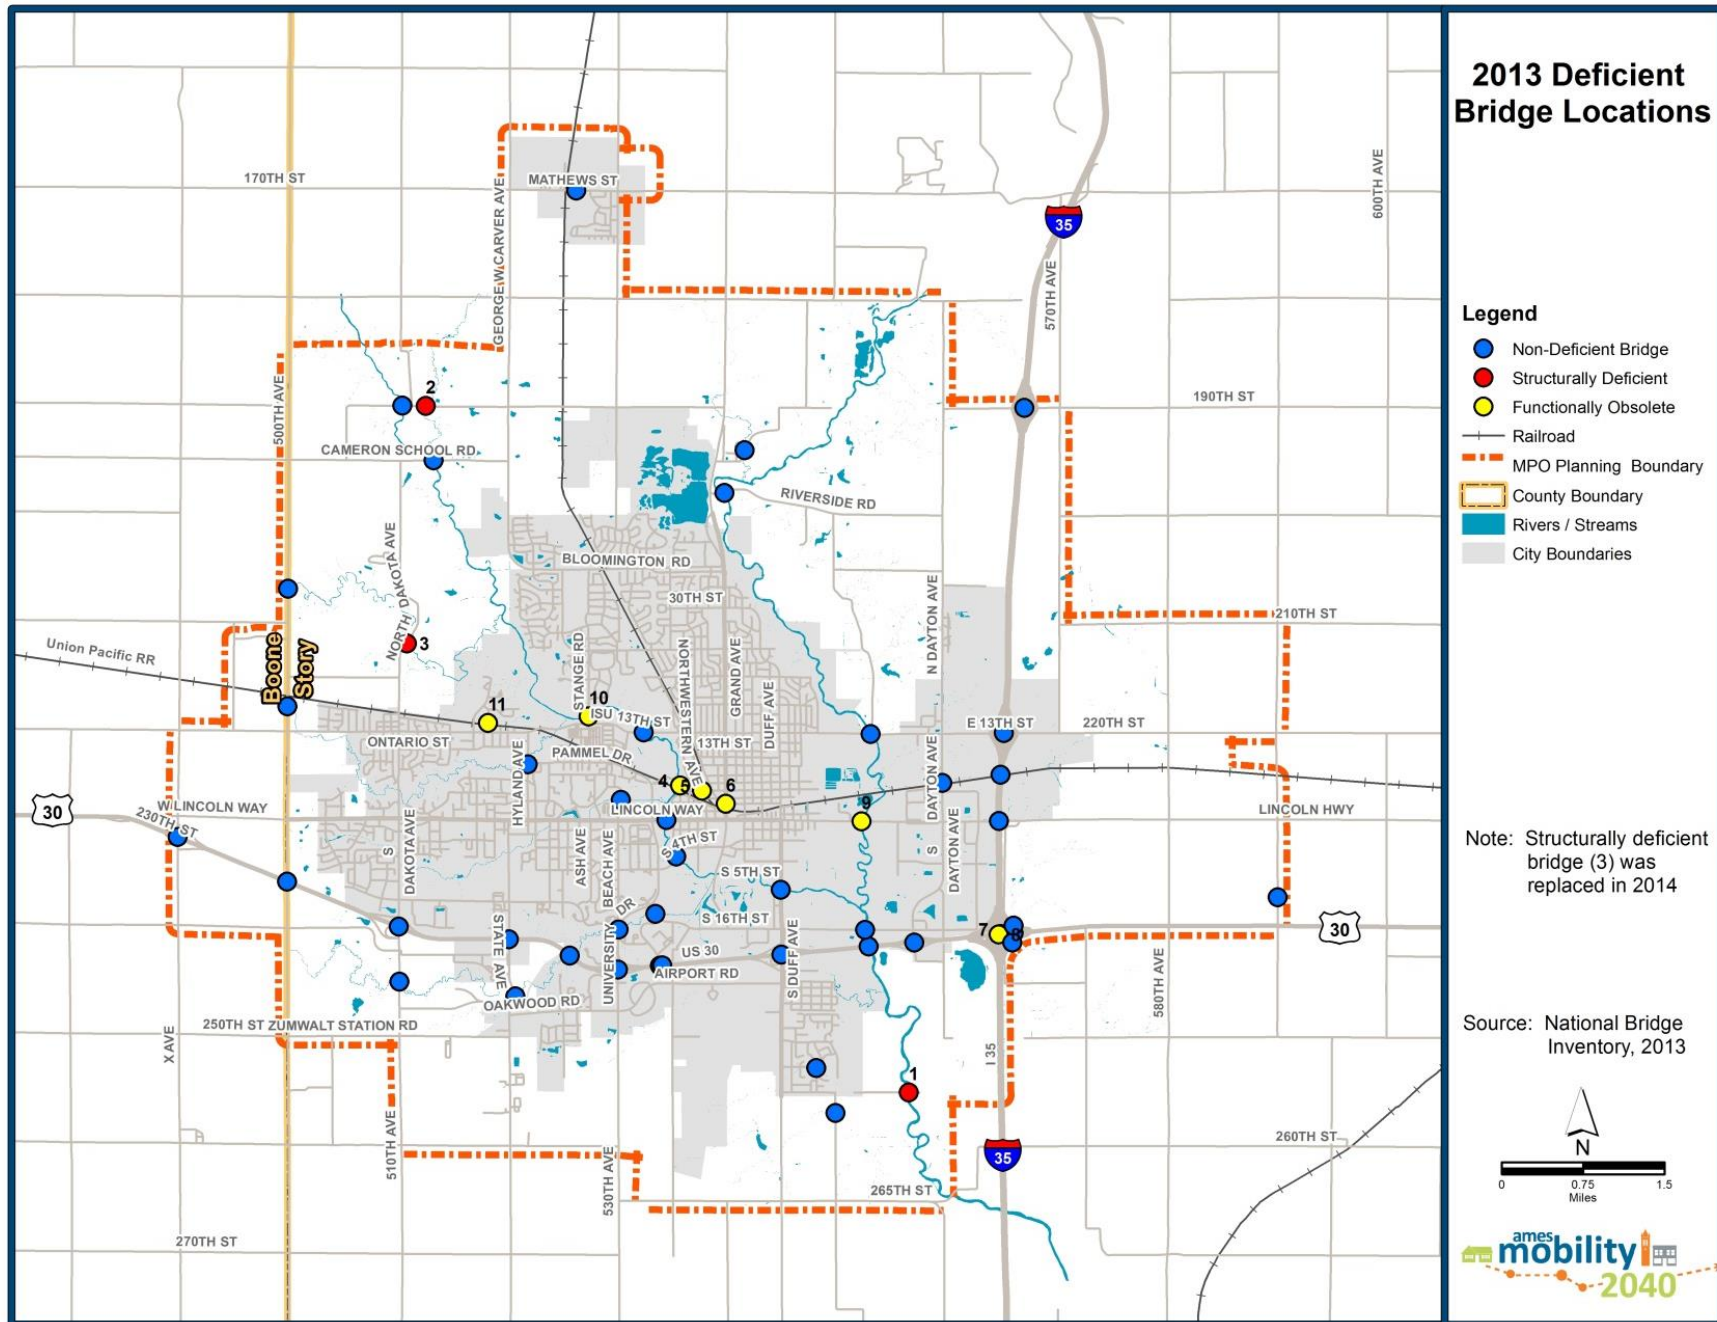 2013 Deficient
Bridge Locations
Legend
Non-Deficient Bridge
Structurally Deficient
Functionally Obsolete
Railroad
MPO Planning Boundary
County Boundary
Rivers / Streams
City Boundaries
Note: Structurally deficient
bridge (3) was
replaced in 2014
Source: National Bridge
Inventory, 2013
N
0 0.75 1.5
Miles
ames
mobility
2040
170TH ST
MATHEWS ST
GEORGE W CARVER AVE
600TH AVE
35
570TH AVE
500TH AVE
2
190TH ST
CAMERON SCHOOL RD
RIVERSIDE RD
NORTH DAKOTA AVE
BLOOMINGTON RD
30TH ST
N DAYTON AVE
210TH ST
Union Pacific RR
Boone
Story
3
STANGE RD
NORTHWESTERN AVE
GRAND AVE
DUFF AVE
11
10
ISU 13TH ST
13TH ST
E 13TH ST
220TH ST
ONTARIO ST
PAMMEL DR
HYLAND AVE
4
5
6
30
W LINCOLN WAY
230TH ST
LINCOLN WAY
9
LINCOLN HWY
S DAKOTA AVE
ASH AVE
BEACH AVE
S 4TH ST
S 5TH ST
DAYTON AVE
S DAYTON AVE
S 16TH ST
STATE AVE
UNIVERSITY DR
US 30
AIRPORT RD
S DUFF AVE
7
8
30
OAKWOOD RD
580TH AVE
250TH ST ZUMWALT STATION RD
X AVE
I 35
1
510TH AVE
530TH AVE
35
260TH ST
265TH ST
270TH ST